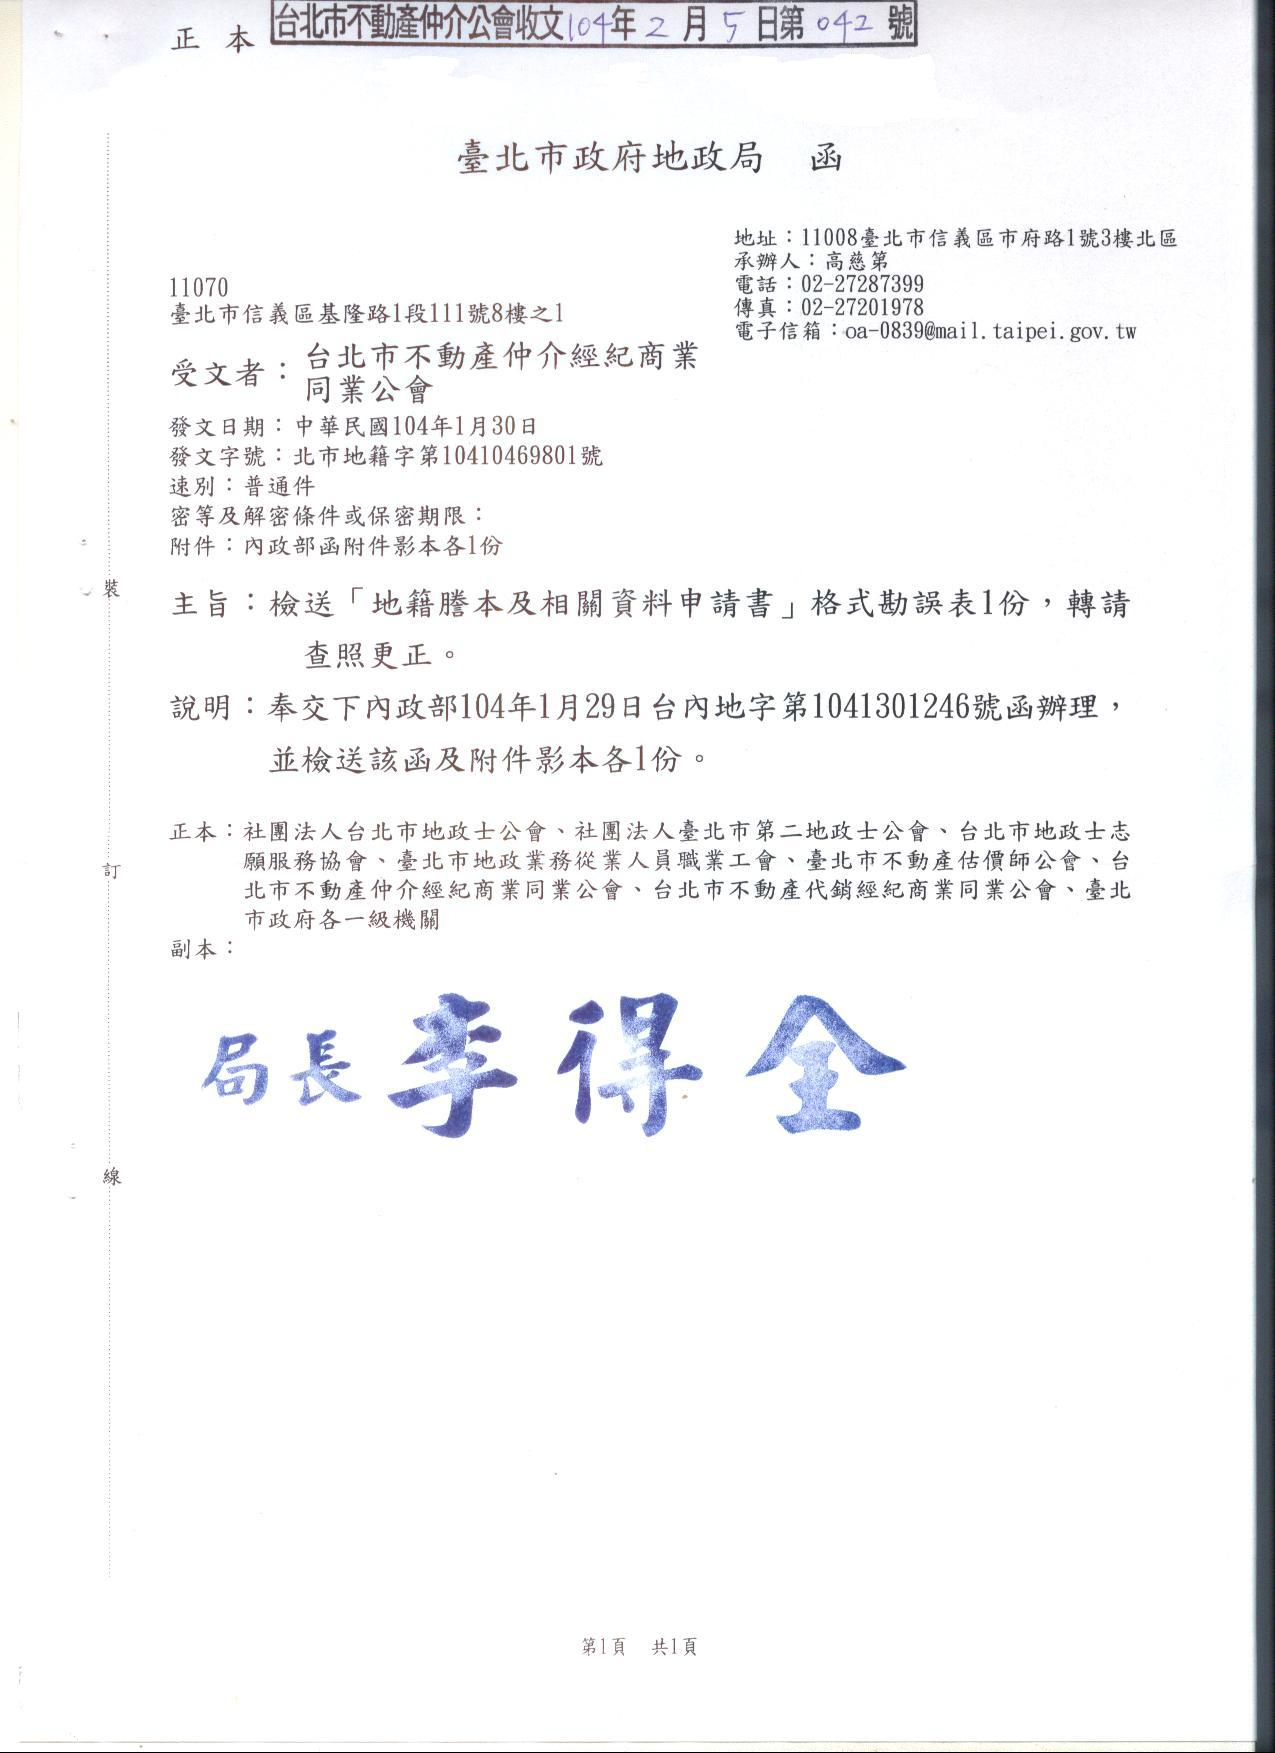 正本
台北市不動產仲介公會收文104年2月5日第042號
臺北市政府地政局 函
地址：11008臺北市信義區市府路1號3樓北區
承辦人：高慈第
電話：02-27287399
傳真：02-27201978
電子信箱：oa-0839@mail.taipei.gov.tw
11070
臺北市信義區基隆路1段111號8樓之1
受文者：台北市不動產仲介經紀商業
同業公會
發文日期：中華民國104年1月30日
發文字號：北市地籍字第10410469801號
速別：普通件
密等及解密條件或保密期限：
附件：內政部函附件影本各1份
主旨：檢送「地籍謄本及相關資料申請書」格式勘誤表1份，轉請
查照更正。
說明：奉交下內政部104年1月29日台內地字第1041301246號函辦理，
並檢送該函及附件影本各1份。
正本：社團法人台北市地政士公會、社團法人臺北市第二地政士公會、台北市地政士志
願服務協會、臺北市地政業務從業人員職業工會、臺北市不動產估價師公會、台
北市不動產仲介經紀商業同業公會、台北市不動產代銷經紀商業同業公會、臺北
市政府各一級機關
副本：
局長李得全
裝
訂
線
第1頁 共1頁